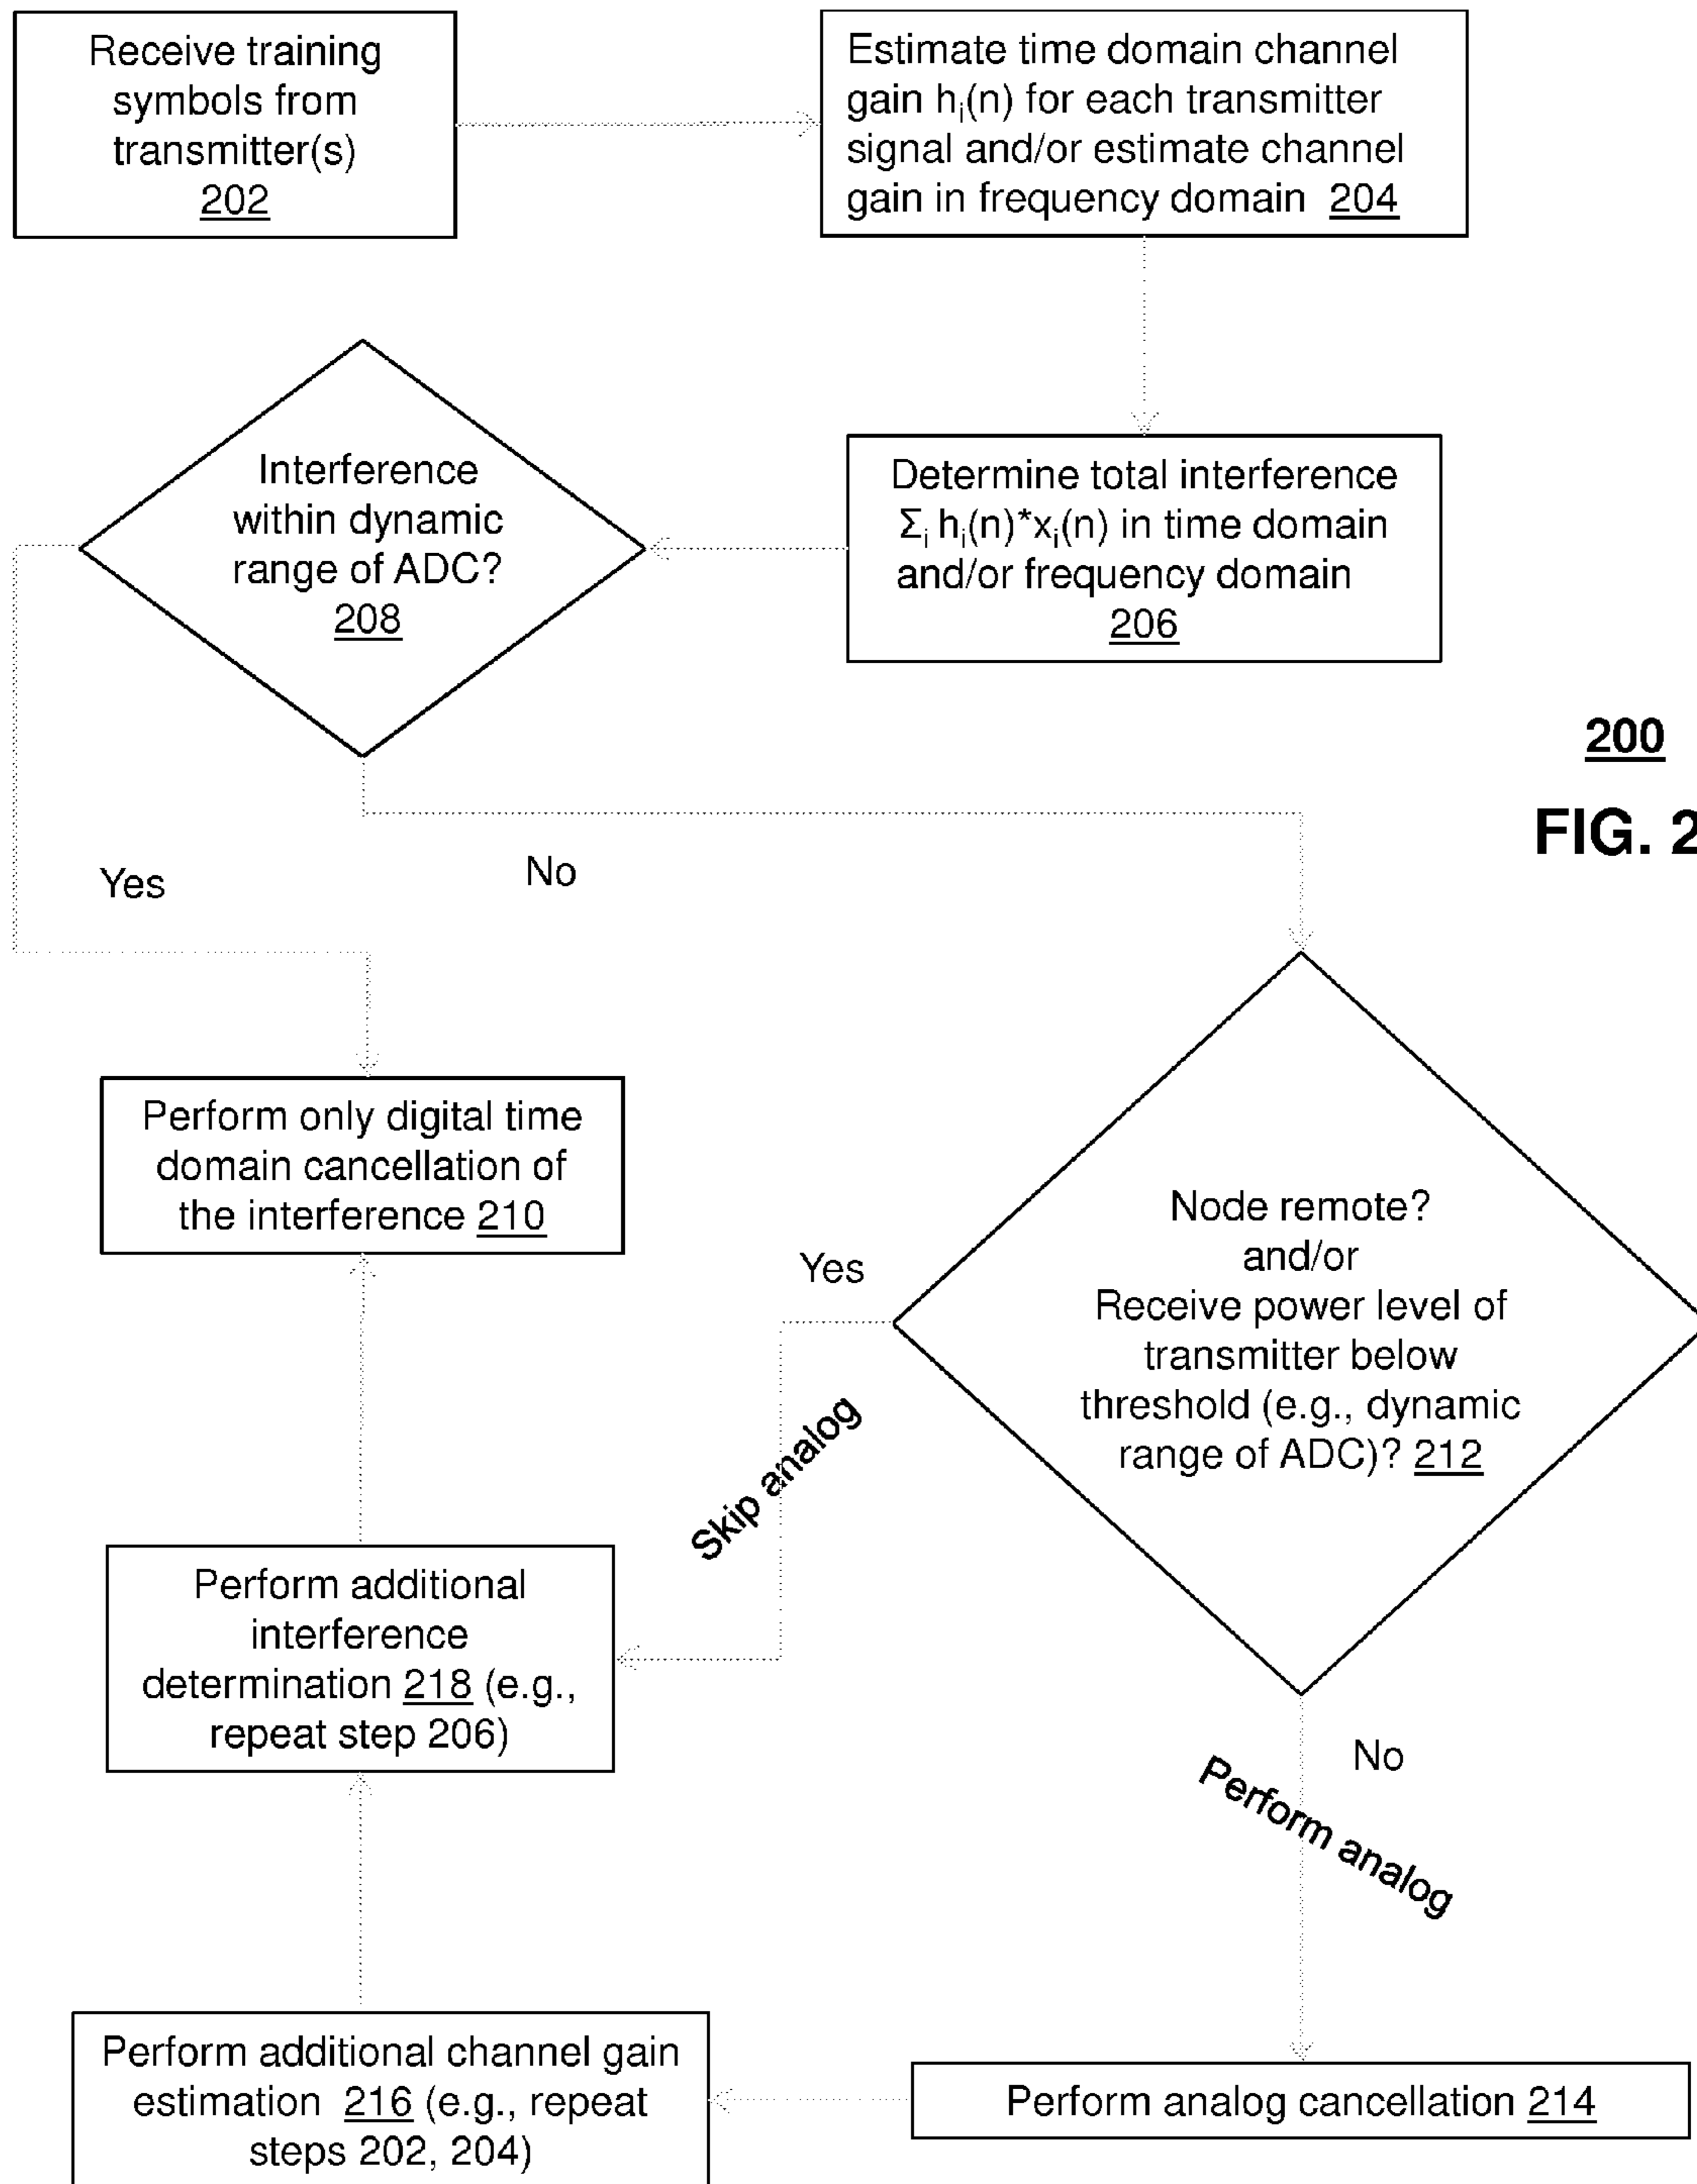 Receive training
symbols from
transmitter(s)
202
Estimate time domain channel
gain hᵢ(n) for each transmitter
signal and/or estimate channel
gain in frequency domain 204
Interference
within dynamic
range of ADC?
208
Determine total interference
Σᵢ hᵢ(n)*xᵢ(n) in time domain
and/or frequency domain
206
200
FIG. 2
Yes
No
Perform only digital time
domain cancellation of
the interference 210
Node remote?
and/or
Receive power level of
transmitter below
threshold (e.g., dynamic
range of ADC)? 212
Yes
Skip analog
Perform additional
interference
determination 218 (e.g.,
repeat step 206)
No
Perform analog
Perform additional channel gain
estimation 216 (e.g., repeat
steps 202, 204)
Perform analog cancellation 214